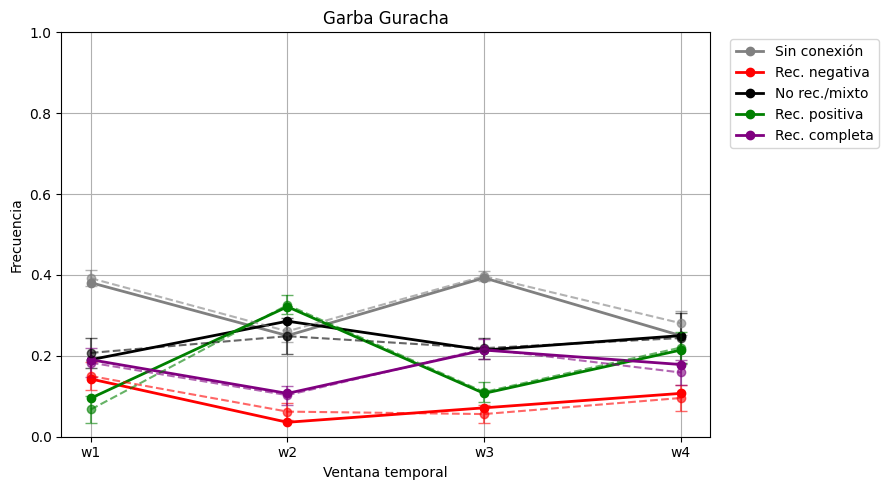 Garba Guracha
1.0
0.8
0.6
0.4
0.2
0.0
Frecuencia
w1
w2
w3
w4
Ventana temporal
Sin conexión
Rec. negativa
No rec./mixto
Rec. positiva
Rec. completa